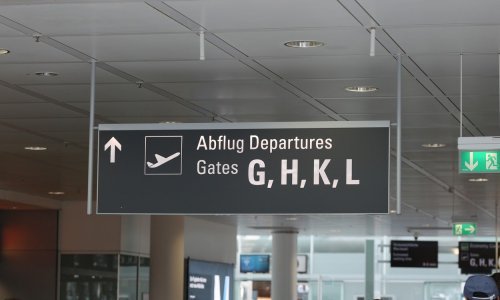 Abflug Departures
Gates G, H, K, L
G, H, K, L